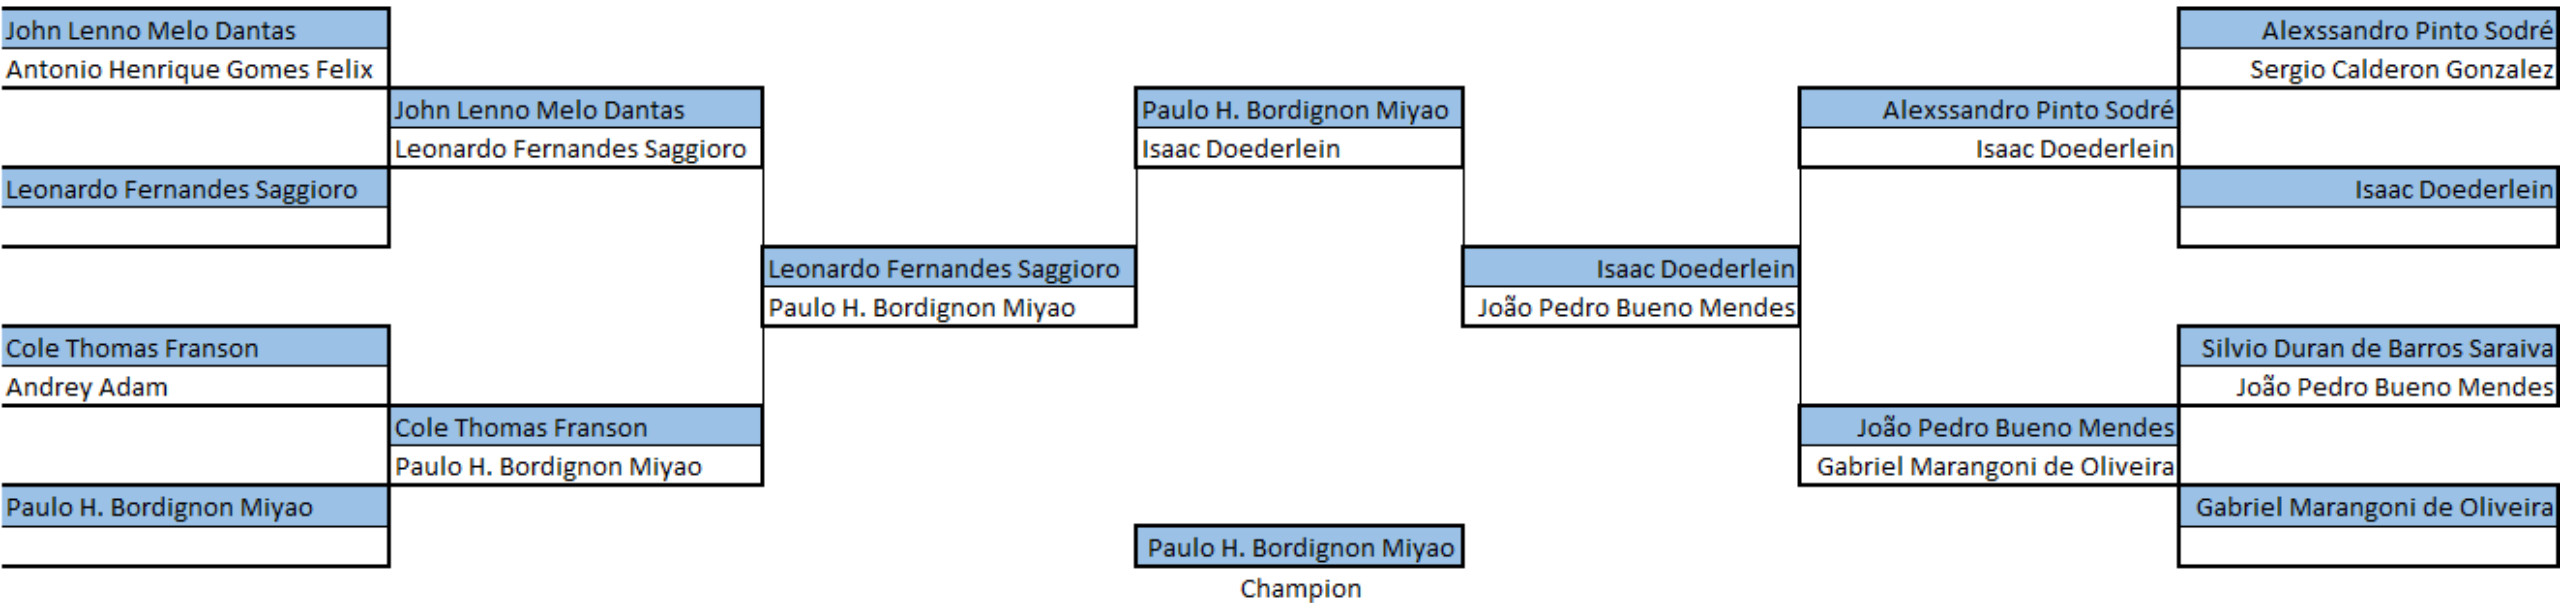 John Lenno Melo Dantas
Antonio Henrique Gomes Felix
Leonardo Fernandes Saggioro
Cole Thomas Franson
Andrey Adam
Paulo H. Bordignon Miyao
John Lenno Melo Dantas
Leonardo Fernandes Saggioro
Cole Thomas Franson
Paulo H. Bordignon Miyao
Leonardo Fernandes Saggioro
Paulo H. Bordignon Miyao
Paulo H. Bordignon Miyao
Isaac Doederlein
Paulo H. Bordignon Miyao
Champion
Isaac Doederlein
João Pedro Bueno Mendes
Alexssandro Pinto Sodré
Isaac Doederlein
João Pedro Bueno Mendes
Gabriel Marangoni de Oliveira
Alexssandro Pinto Sodré
Sergio Calderon Gonzalez
Isaac Doederlein
Silvio Duran de Barros Saraiva
João Pedro Bueno Mendes
Gabriel Marangoni de Oliveira